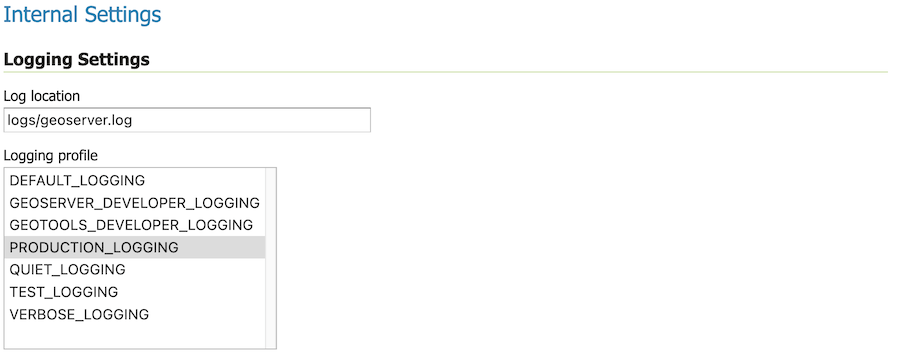 Internal Settings
Logging Settings
Log location
logs/geoserver.log
Logging profile
DEFAULT_LOGGING
GEOSERVER_DEVELOPER_LOGGING
GEOTOOLS_DEVELOPER_LOGGING
PRODUCTION_LOGGING
QUIET_LOGGING
TEST_LOGGING
VERBOSE_LOGGING